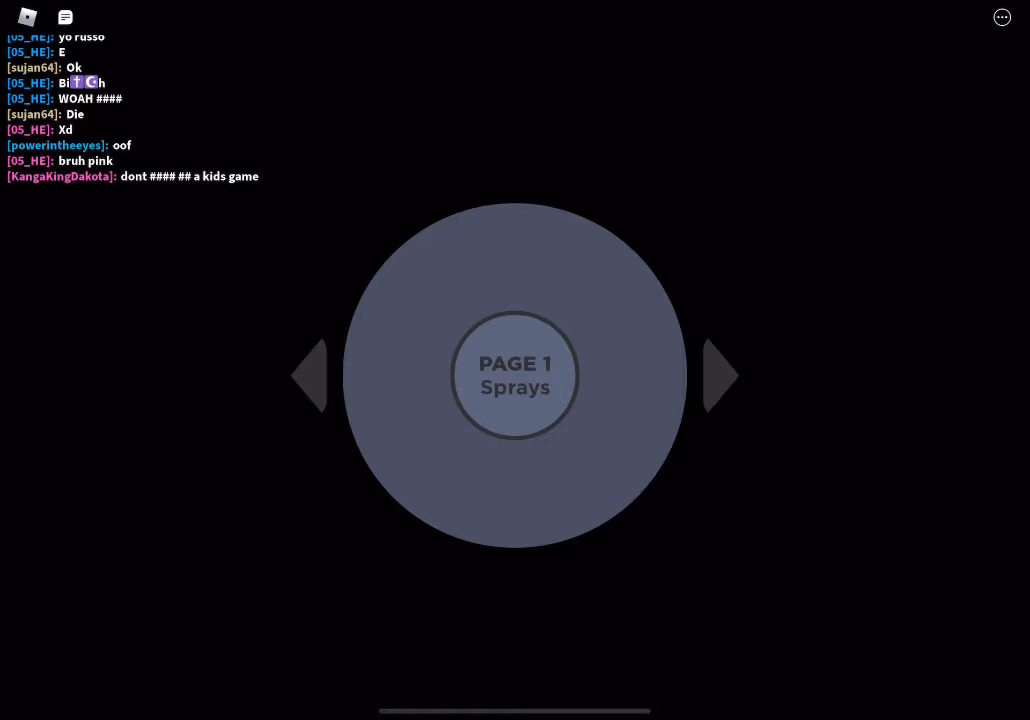 [05_HE]: yo russo
[05_HE]: E
[sujan64]: Ok
[05_HE]: Bi✝️☪️h
[05_HE]: WOAH ####
[sujan64]: Die
[05_HE]: Xd
[powerintheeyes]: oof
[05_HE]: bruh pink
[KangaKingDakota]: dont #### ## a kids game
PAGE 1
Sprays